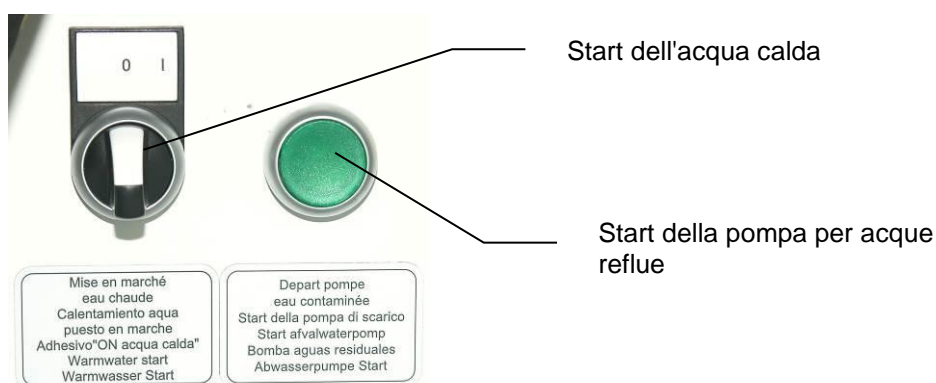 0 I
Start dell'acqua calda
Start della pompa per acque
reflue
Mise en marché
eau chaude
Calentamiento aqua
puesto en marche
Adhesivo"ON acqua calda"
Warmwater start
Warmwasser Start
Depart pompe
eau contaminée
Start della pompa di scarico
Start afvalwaterpomp
Bomba aguas residuales
Abwasserpumpe Start